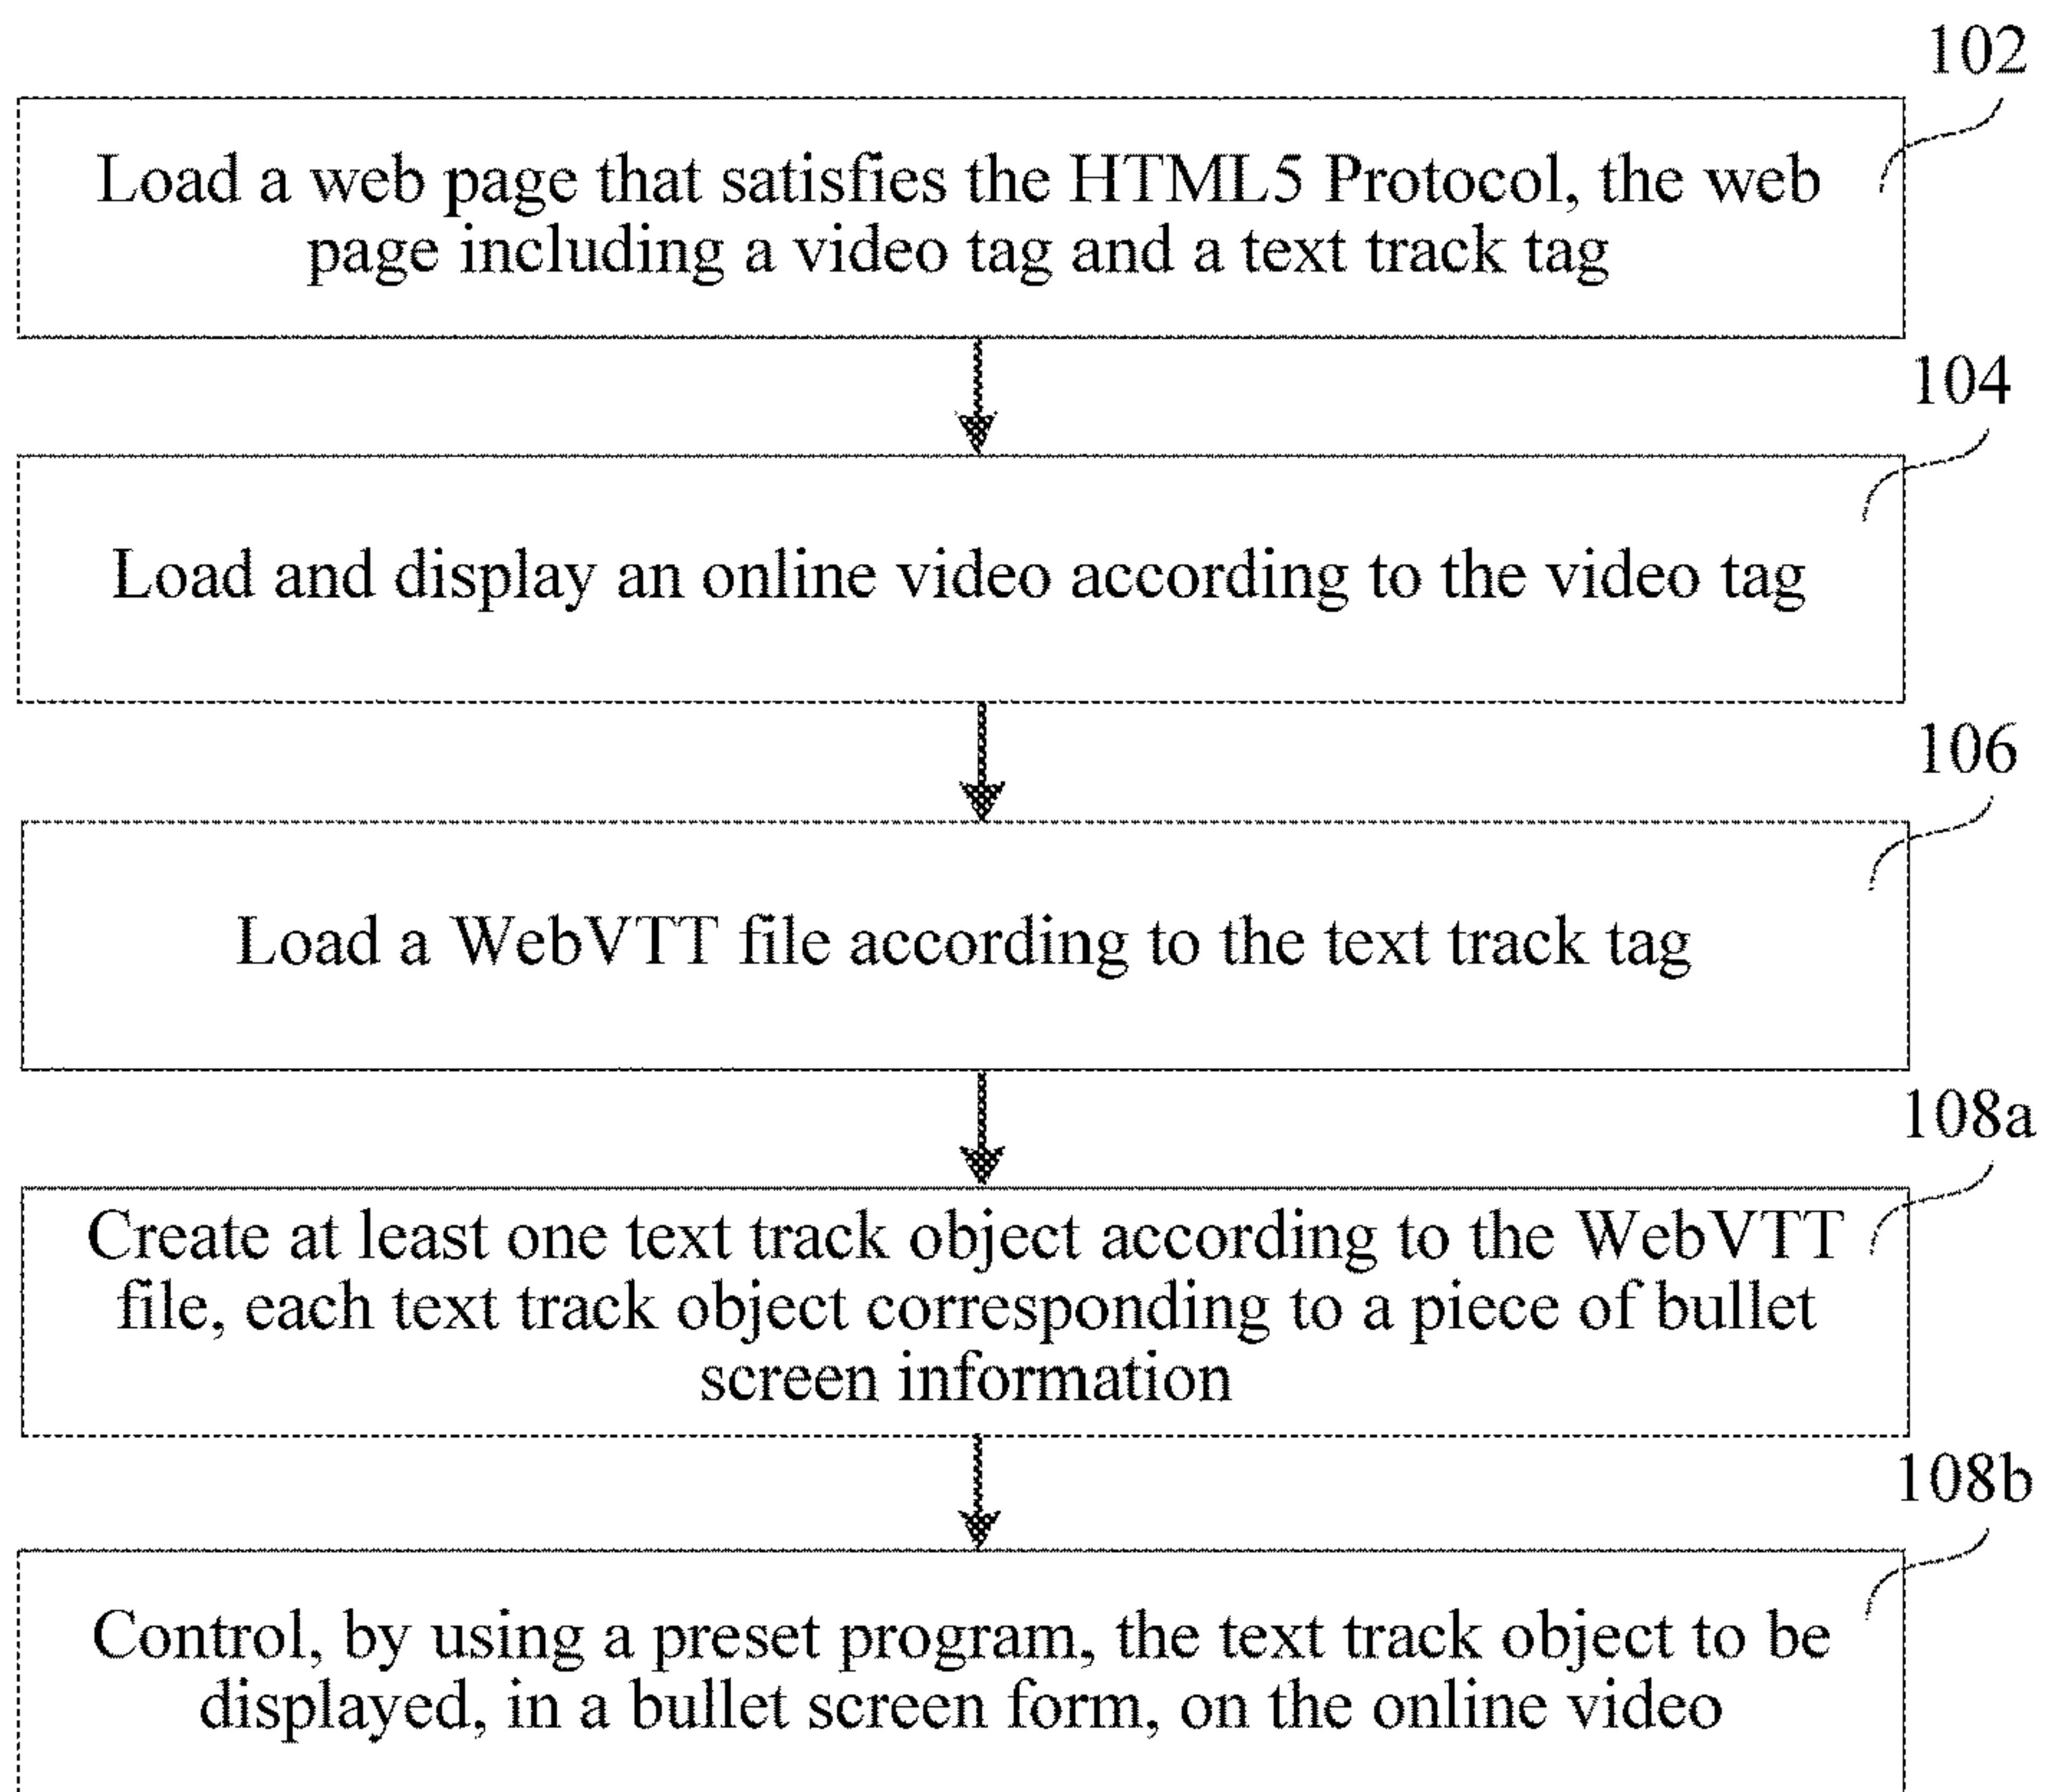 102
Load a web page that satisfies the HTML5 Protocol, the web
page including a video tag and a text track tag
104
Load and display an online video according to the video tag
106
Load a WebVTT file according to the text track tag
108a
Create at least one text track object according to the WebVTT
file, each text track object corresponding to a piece of bullet
screen information
108b
Control, by using a preset program, the text track object to be
displayed, in a bullet screen form, on the online video